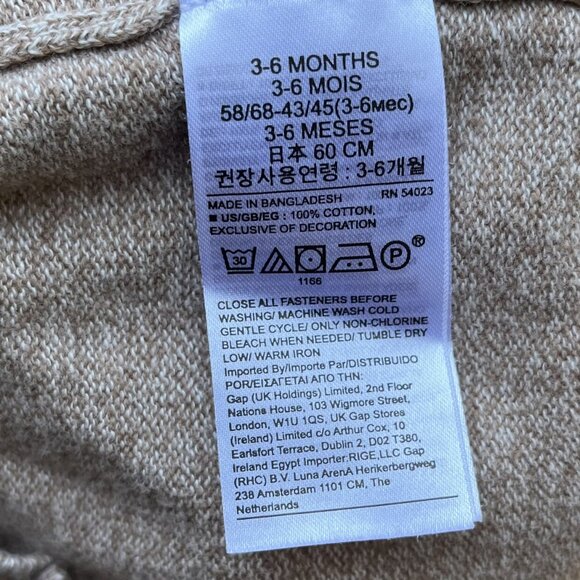 3-6 MONTHS
3-6 MOIS
58/68-43/45(3-6мес)
3-6 MESES
日本 60 CM
권장사용연령 : 3-6개월
MADE IN BANGLADESH RN 54023
■ US/GB/EG : 100% COTTON,
EXCLUSIVE OF DECORATION
30 P®
1166
CLOSE ALL FASTENERS BEFORE
WASHING/ MACHINE WASH COLD
GENTLE CYCLE/ ONLY NON-CHLORINE
BLEACH WHEN NEEDED/ TUMBLE DRY
LOW/ WARM IRON
Imported By/Importe Par/DISTRIBUIDO
POR/ΕΙΣΑΓΕΤΑΙ ΑΠΟ ΤΗΝ:
Gap (UK Holdings) Limited, 2nd Floor
Nations House, 103 Wigmore Street,
London, W1U 1QS, UK Gap Stores
(Ireland) Limited c/o Arthur Cox, 10
Earlsfort Terrace, Dublin 2, D02 T380,
Ireland Egypt Importer:RIGE,LLC Gap
(RHC) B.V. Luna ArenA Herikerbergweg
238 Amsterdam 1101 CM, The
Netherlands